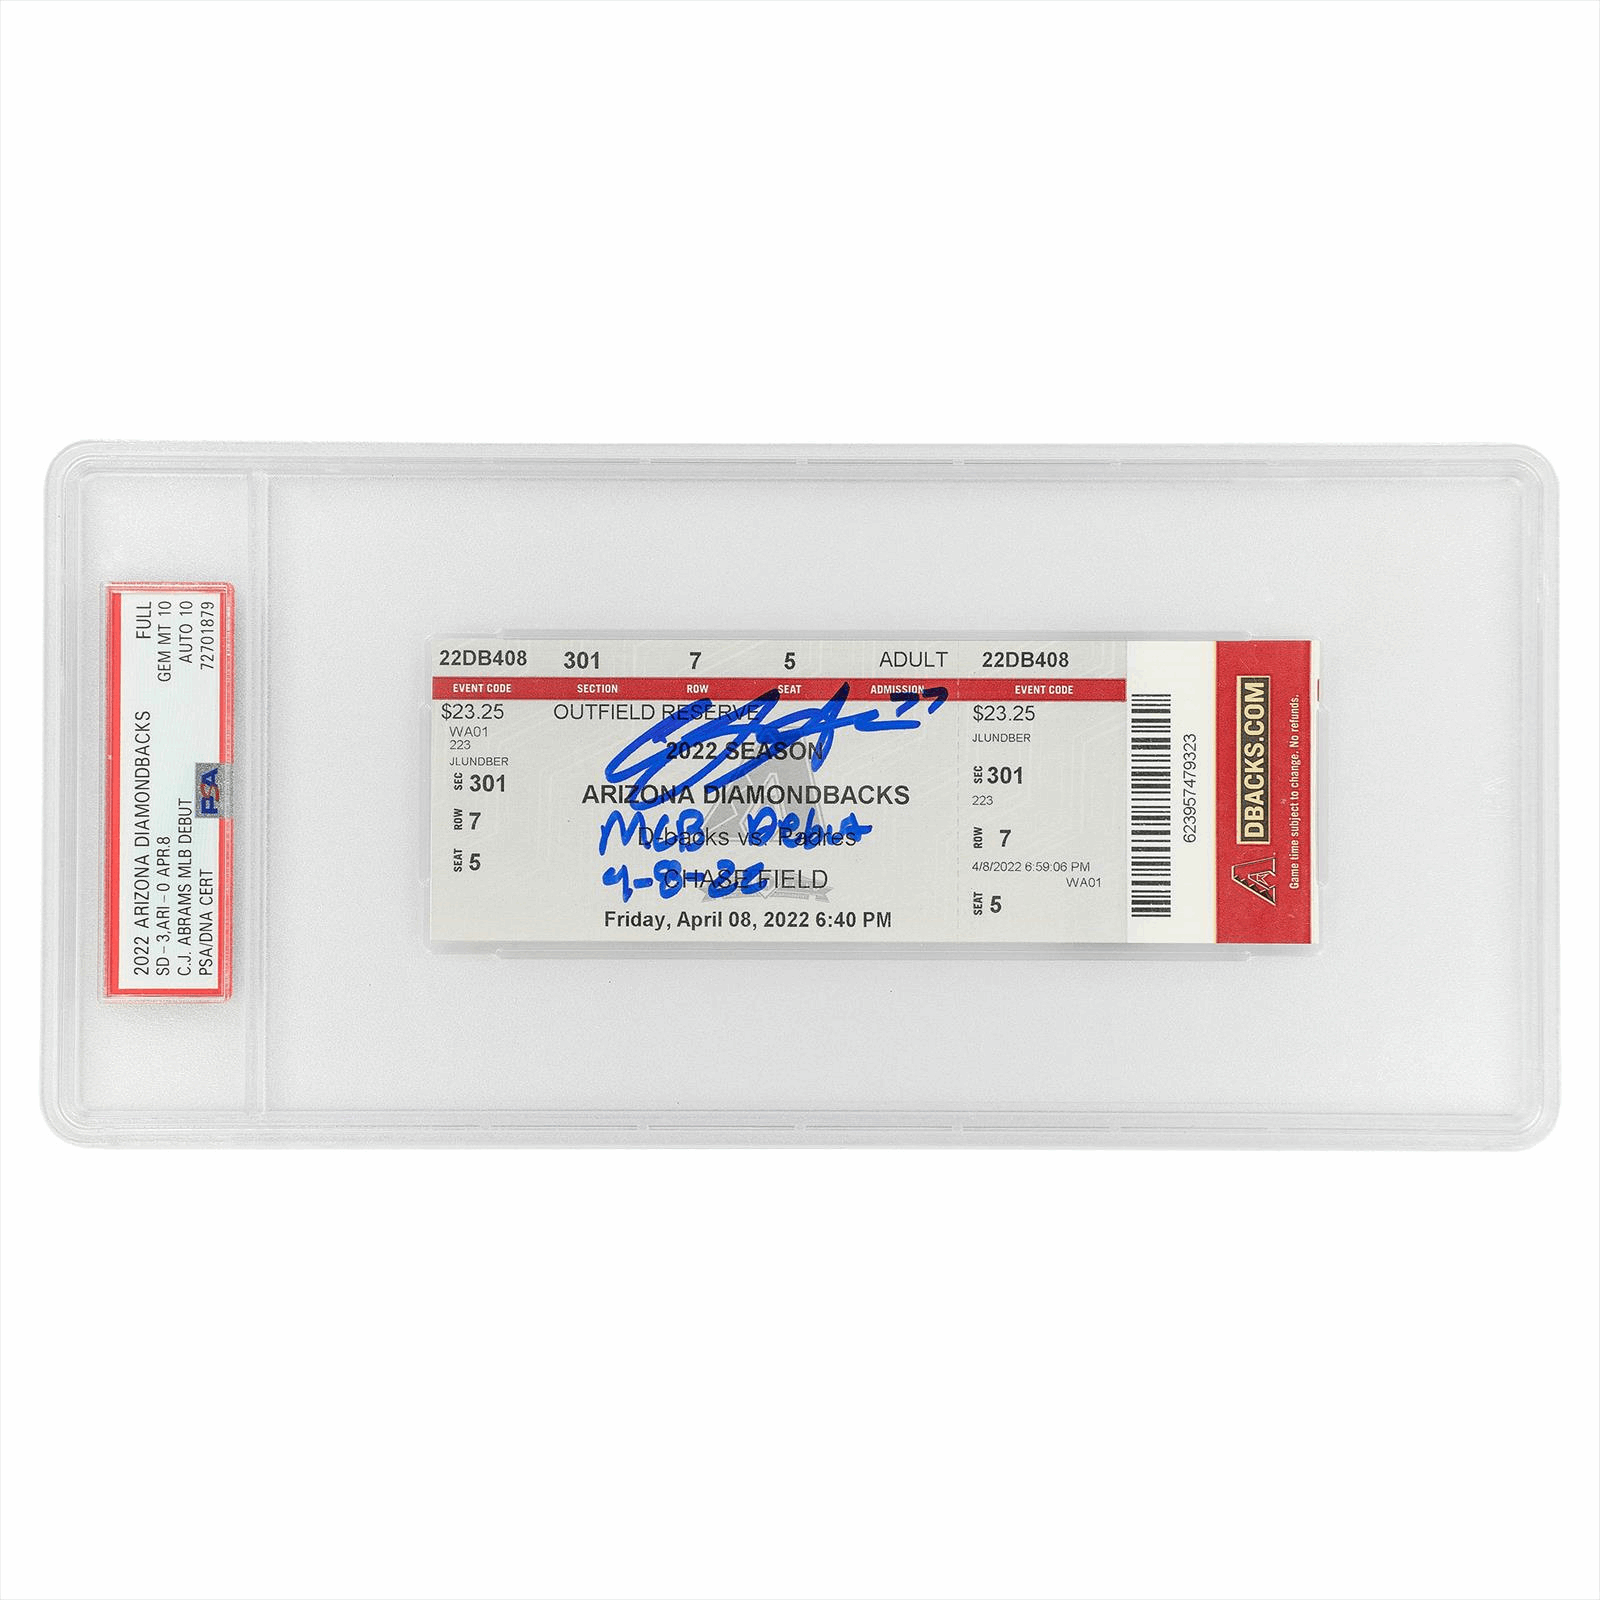 2022 ARIZONA DIAMONDBACKS FULL
SD-3,ARI-0 APR.8 GEM MT 10
C.J. ABRAMS MLB DEBUT AUTO 10
PSA/DNA CERT 72701879
PSA
22DB408 301 7 5 ADULT 22DB408
EVENT CODE SECTION ROW SEAT ADMISSION EVENT CODE
$23.25 OUTFIELD RESERVE
WA01
223
JLUNDBER
SEC 301
ROW 7
SEAT 5
77
2022 SEASON
ARIZONA DIAMONDBACKS
MLB Debut
D-backs vs. Padres
4-8-22
CHASE FIELD
Friday, April 08, 2022 6:40 PM
$23.25
JLUNDBER
SEC 301
223
ROW 7
4/8/2022 6:59:06 PM
WA01
SEAT 5
623957479323
DBACKS.COM
Game time subject to change. No refunds.